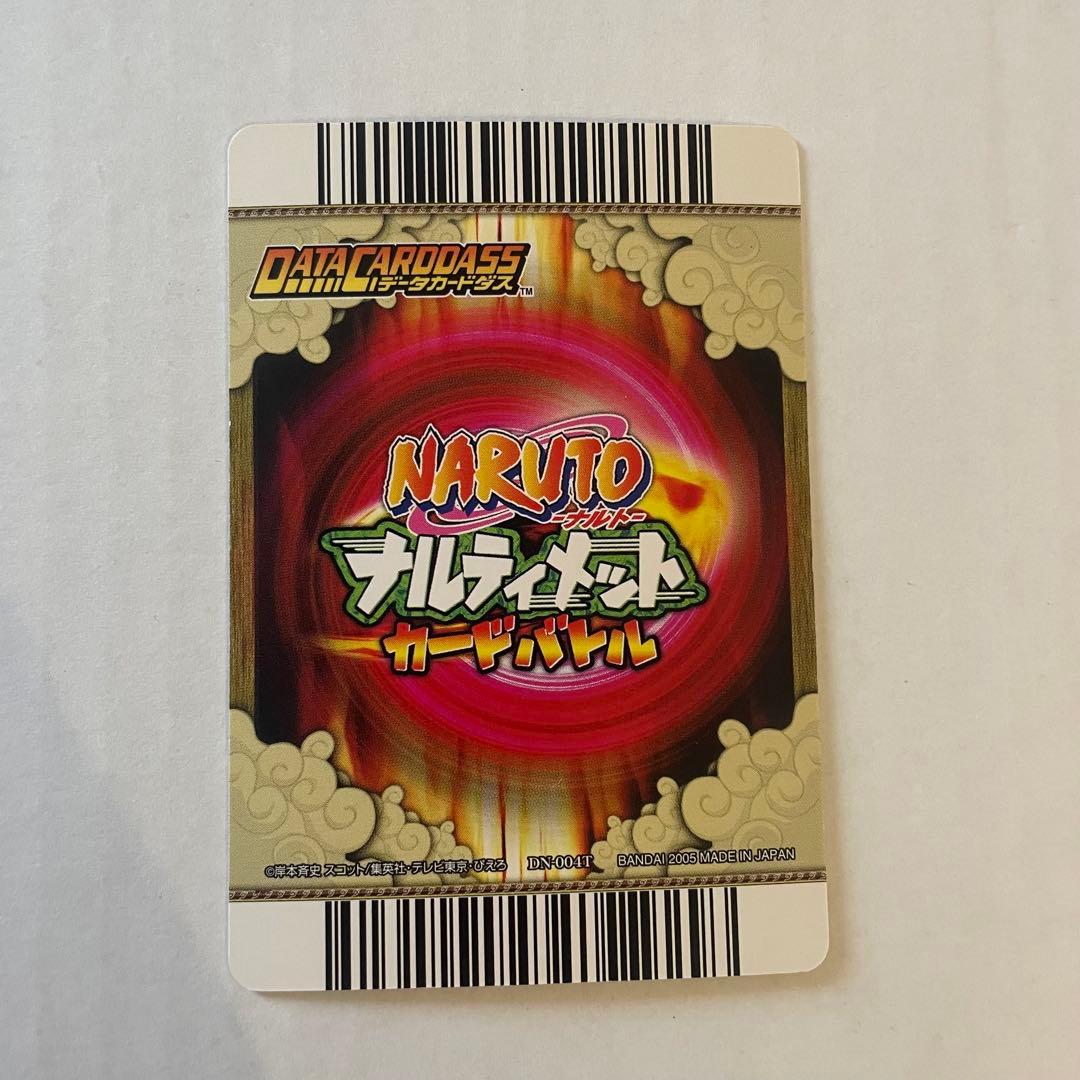 DATA CARDDASS
データカードダス™
NARUTO
-ナルト-
ナルティメット
カードバトル
©岸本斉史 スコット/集英社・テレビ東京・ぴえろ DN-004T BANDAI 2005 MADE IN JAPAN